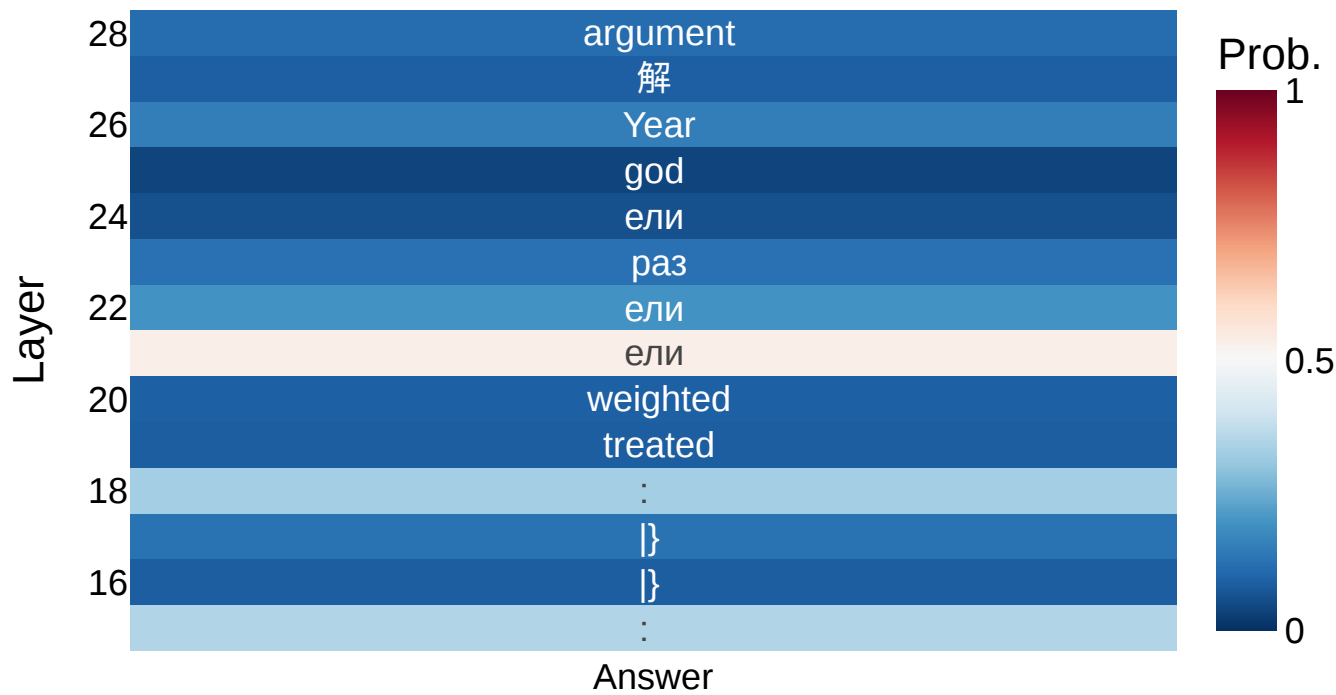 28 argument
解
26 Year
god
24 ели
раз
22 ели
ели
20 weighted
treated
18 :
|}
16 |}
:
Answer
Layer
Prob.
1
0.5
0